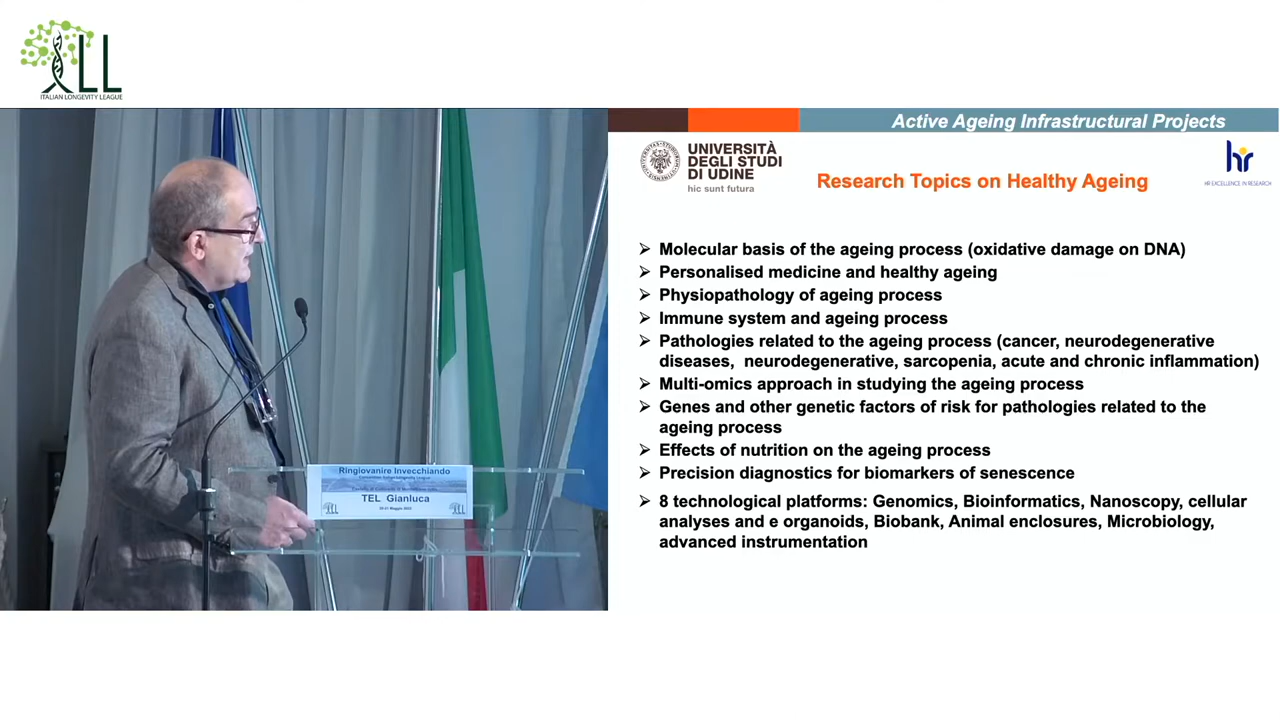 ILL
ITALIAN LONGEVITY LEAGUE
Active Ageing Infrastructural Projects
UNIVERSITÀ
DEGLI STUDI
DI UDINE
hic sunt futura
Research Topics on Healthy Ageing
hr
HR EXCELLENCE IN RESEARCH
➢ Molecular basis of the ageing process (oxidative damage on DNA)
➢ Personalised medicine and healthy ageing
➢ Physiopathology of ageing process
➢ Immune system and ageing process
➢ Pathologies related to the ageing process (cancer, neurodegenerative
diseases, neurodegenerative, sarcopenia, acute and chronic inflammation)
➢ Multi-omics approach in studying the ageing process
➢ Genes and other genetic factors of risk for pathologies related to the
ageing process
➢ Effects of nutrition on the ageing process
➢ Precision diagnostics for biomarkers of senescence
➢ 8 technological platforms: Genomics, Bioinformatics, Nanoscopy, cellular
analyses and e organoids, Biobank, Animal enclosures, Microbiology,
advanced instrumentation
Ringiovanire Invecchiando
TEL Gianluca